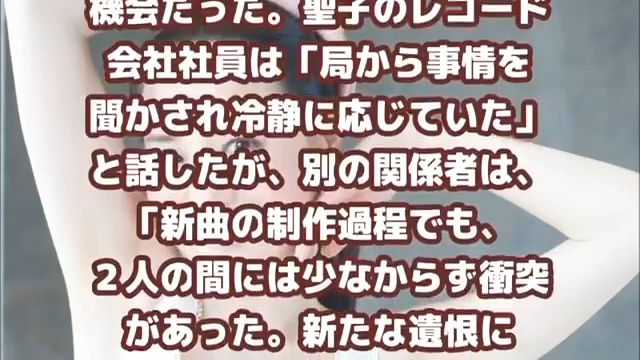 機会だった。聖子のレコード
会社社員は「局から事情を
聞かされ冷静に応じていた」
と話したが、別の関係者は、
「新曲の制作過程でも、
２人の間には少なからず衝突
があった。新たな遺恨に